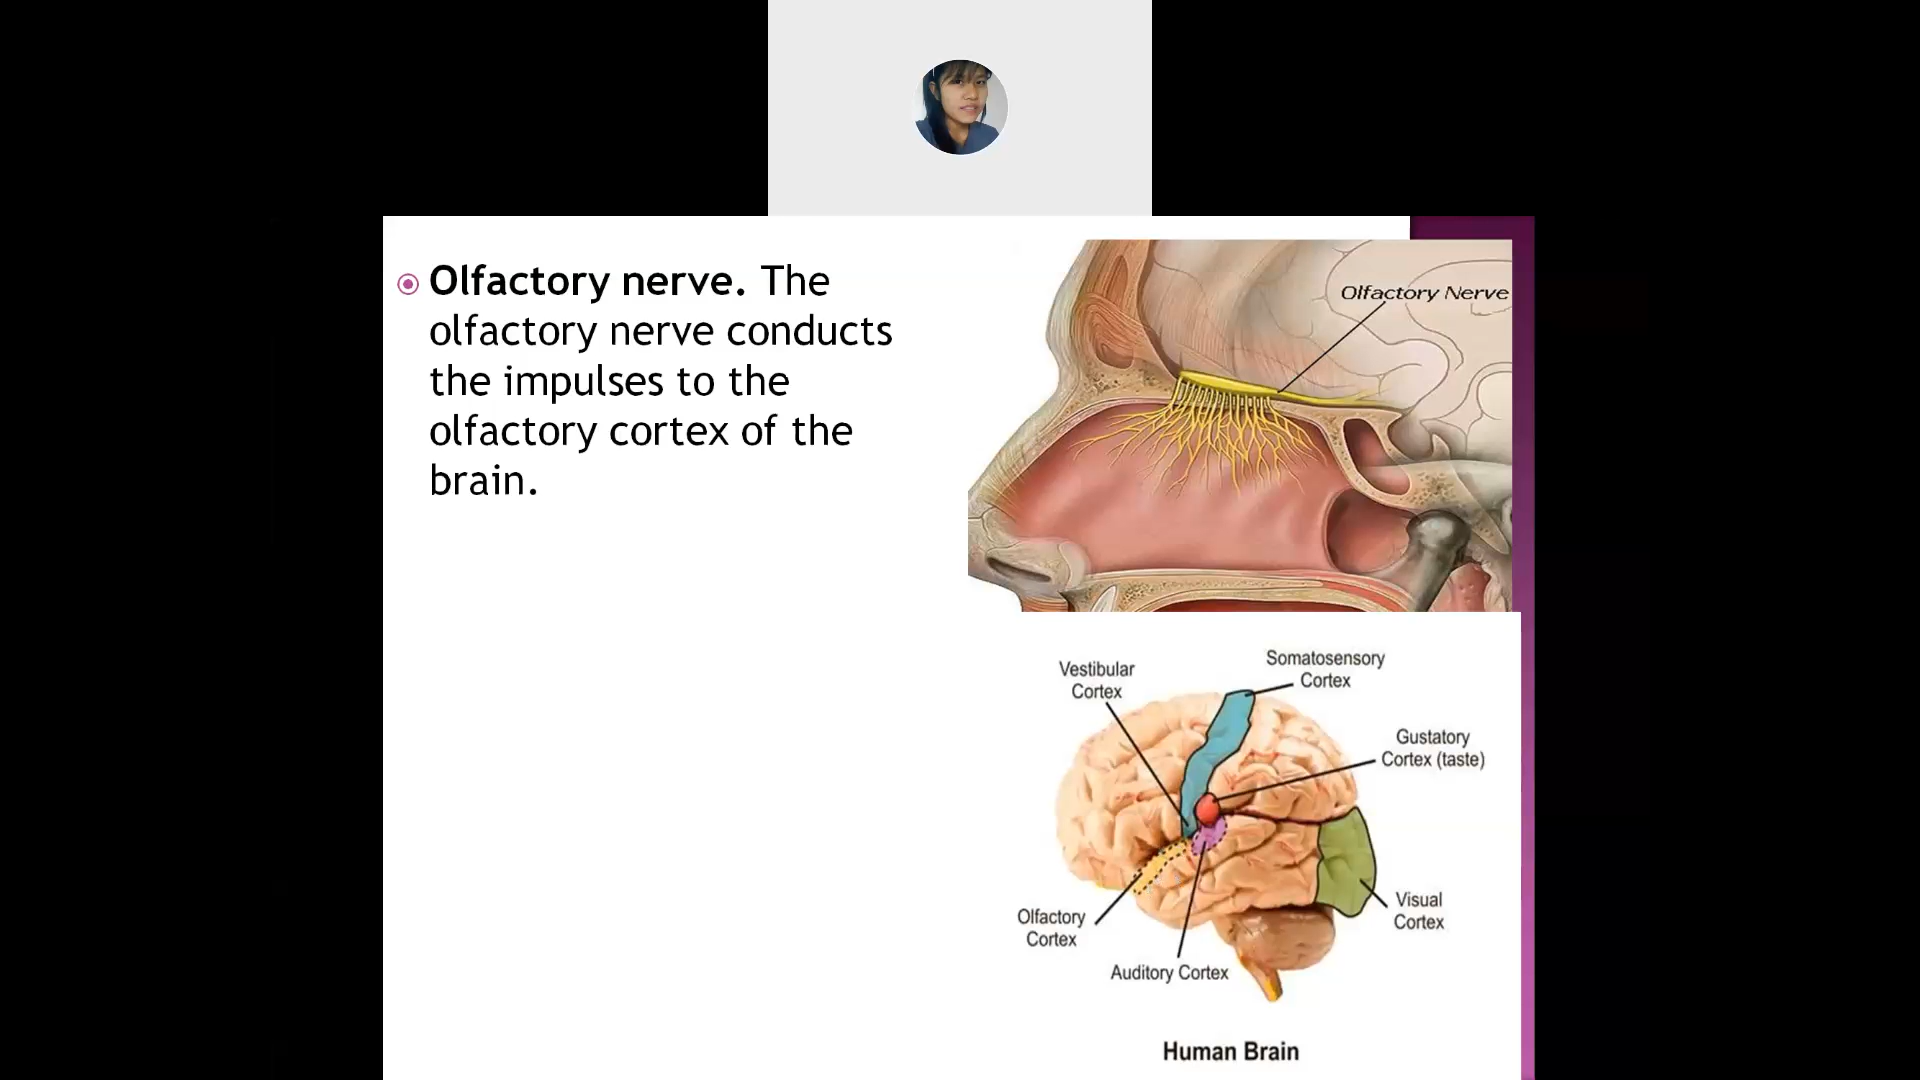 Olfactory nerve. The
olfactory nerve conducts
the impulses to the
olfactory cortex of the
brain.
Olfactory Nerve
Vestibular
Cortex
Somatosensory
Cortex
Gustatory
Cortex (taste)
Olfactory
Cortex
Visual
Cortex
Auditory Cortex
Human Brain